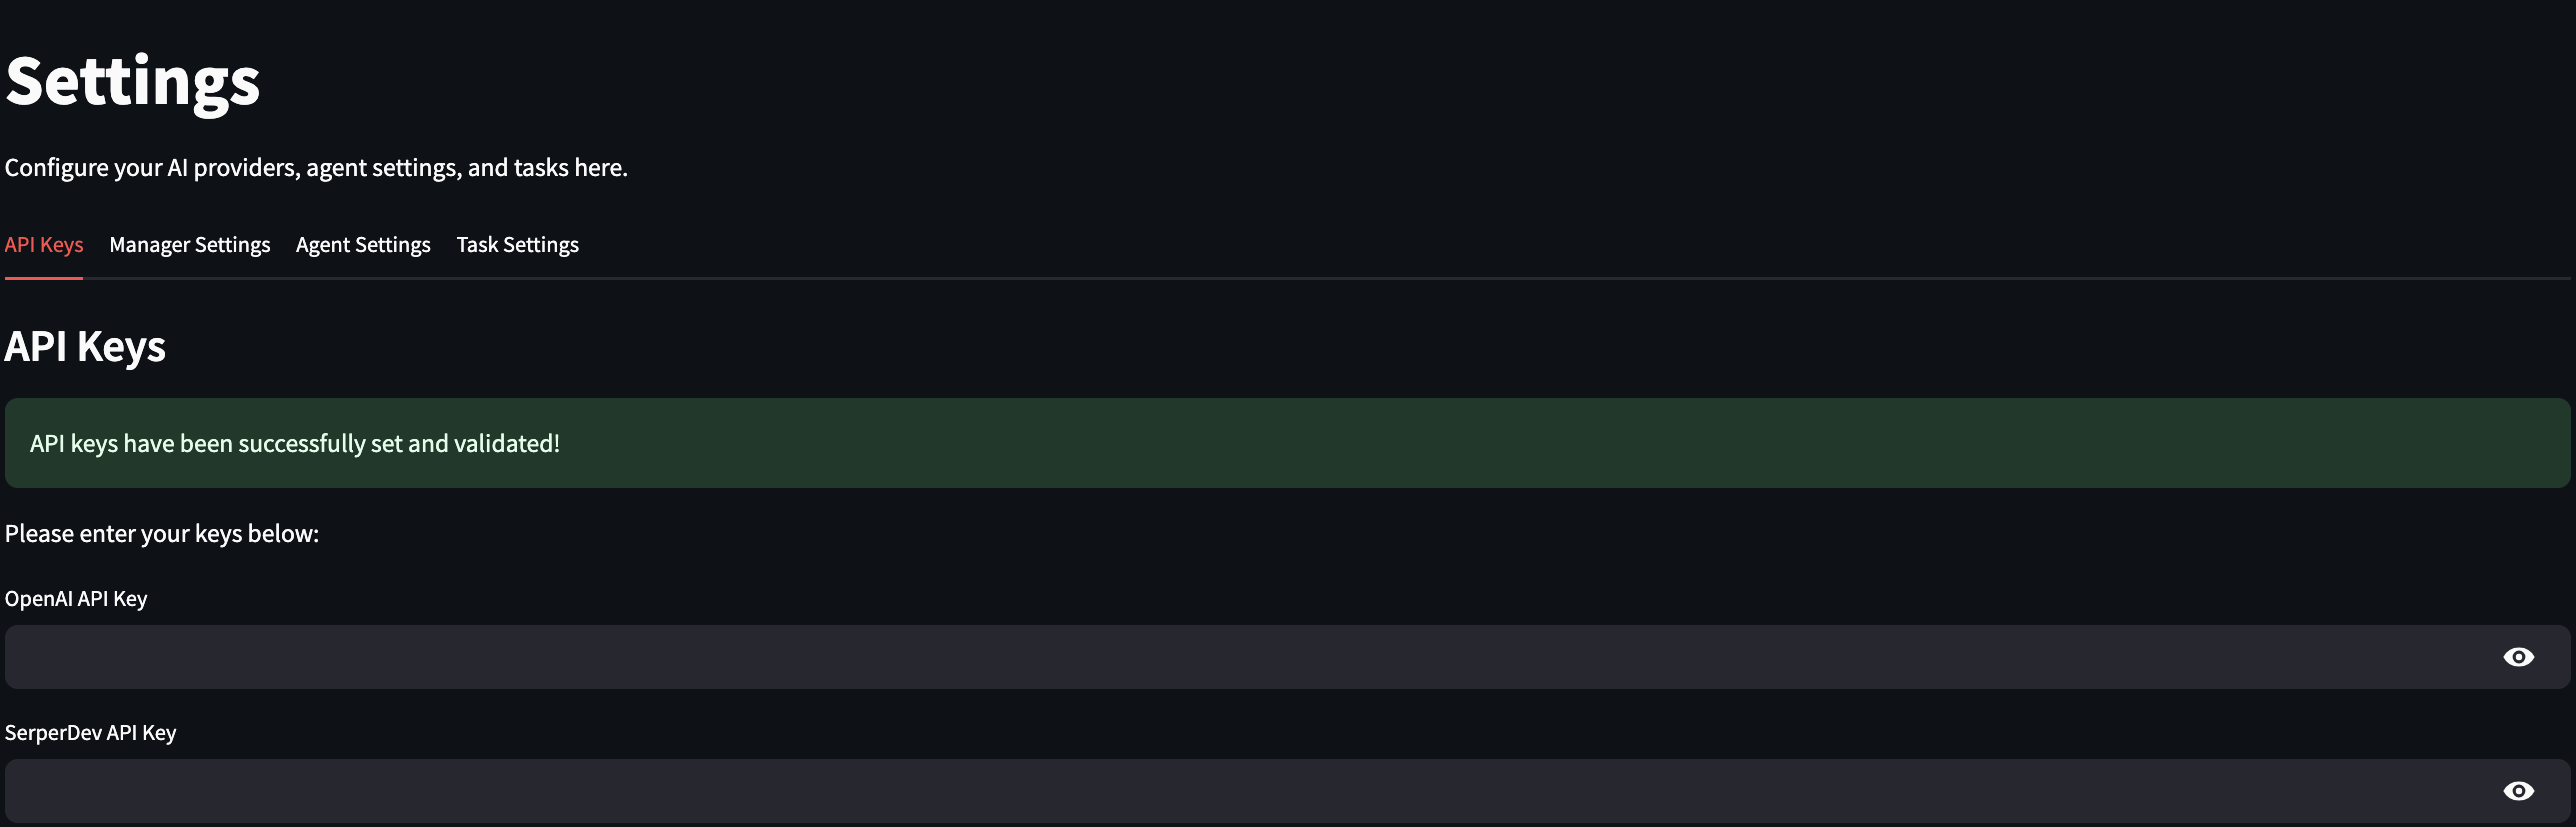 Settings
Configure your AI providers, agent settings, and tasks here.
API Keys Manager Settings Agent Settings Task Settings
API Keys
API keys have been successfully set and validated!
Please enter your keys below:
OpenAI API Key
SerperDev API Key